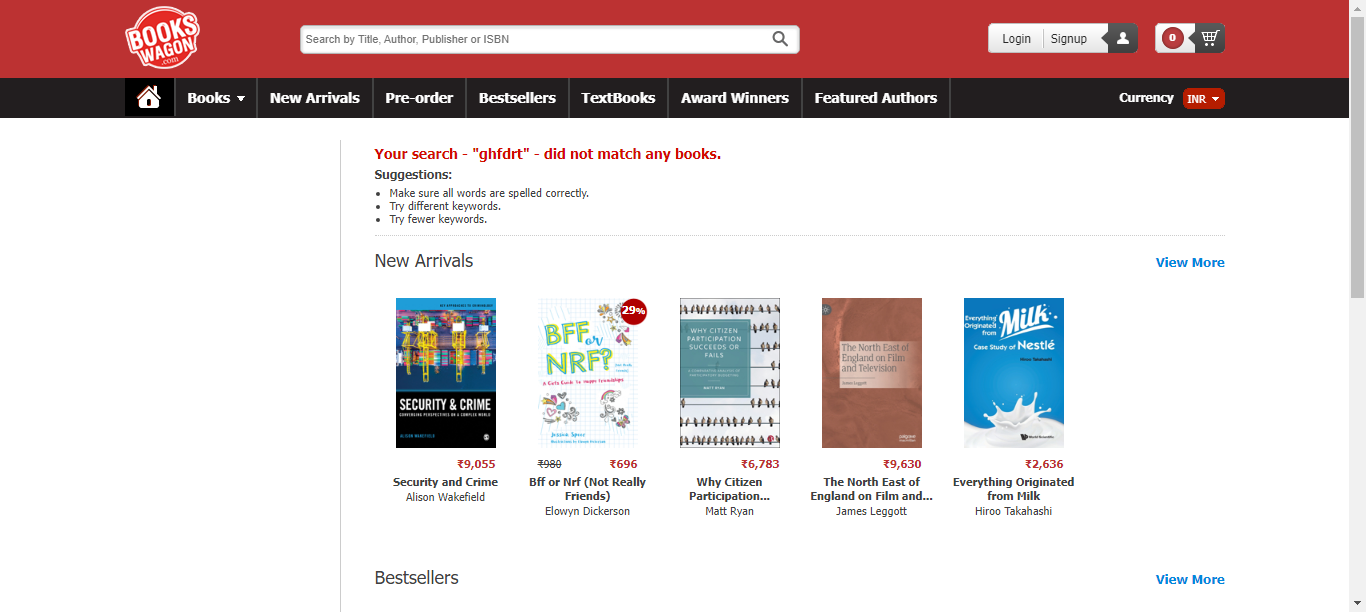 BOOKS
WAGON
.com
Search by Title, Author, Publisher or ISBN
Login
Signup
0
Books
New Arrivals
Pre-order
Bestsellers
TextBooks
Award Winners
Featured Authors
Currency
INR
Your search - "ghfdrt" - did not match any books.
Suggestions:
Make sure all words are spelled correctly.
Try different keywords.
Try fewer keywords.
New Arrivals
View More
SECURITY & CRIME
CONVERGING PERSPECTIVES ON A COMPLEX WORLD
ALISON WAKEFIELD
₹9,055
Security and Crime
Alison Wakefield
29%
BFF
or
NRF?
A Girl's Guide to Happy Friendships
Jessica Speer
₹980
₹696
Bff or Nrf (Not Really
Friends)
Elowyn Dickerson
WHY CITIZEN
PARTICIPATION
SUCCEEDS OR
FAILS
MATT RYAN
₹6,783
Why Citizen
Participation...
Matt Ryan
The North East of
England on Film
and Television
James Leggott
₹9,630
The North East of
England on Film and...
James Leggott
Everything
Originated
from
Milk
Case Study of Nestlé
Hiroo Takahashi
World Scientific
₹2,636
Everything Originated
from Milk
Hiroo Takahashi
Bestsellers
View More